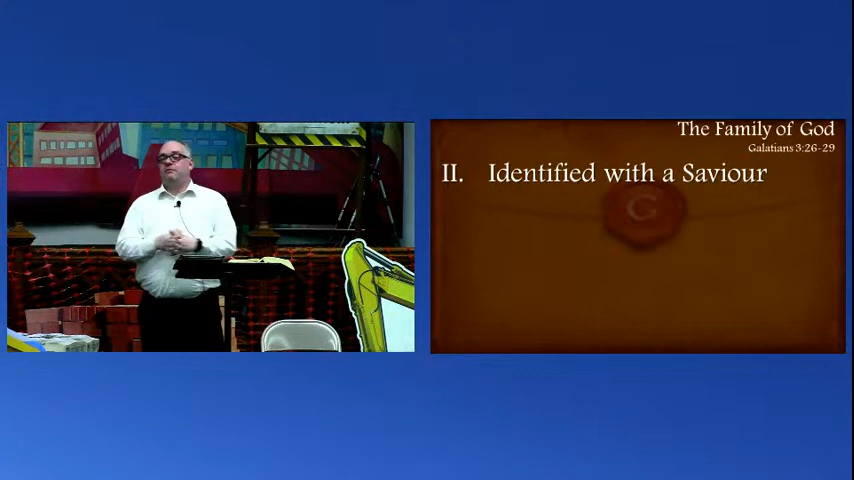 The Family of God
Galatians 3:26-29
II. Identified with a Saviour
G